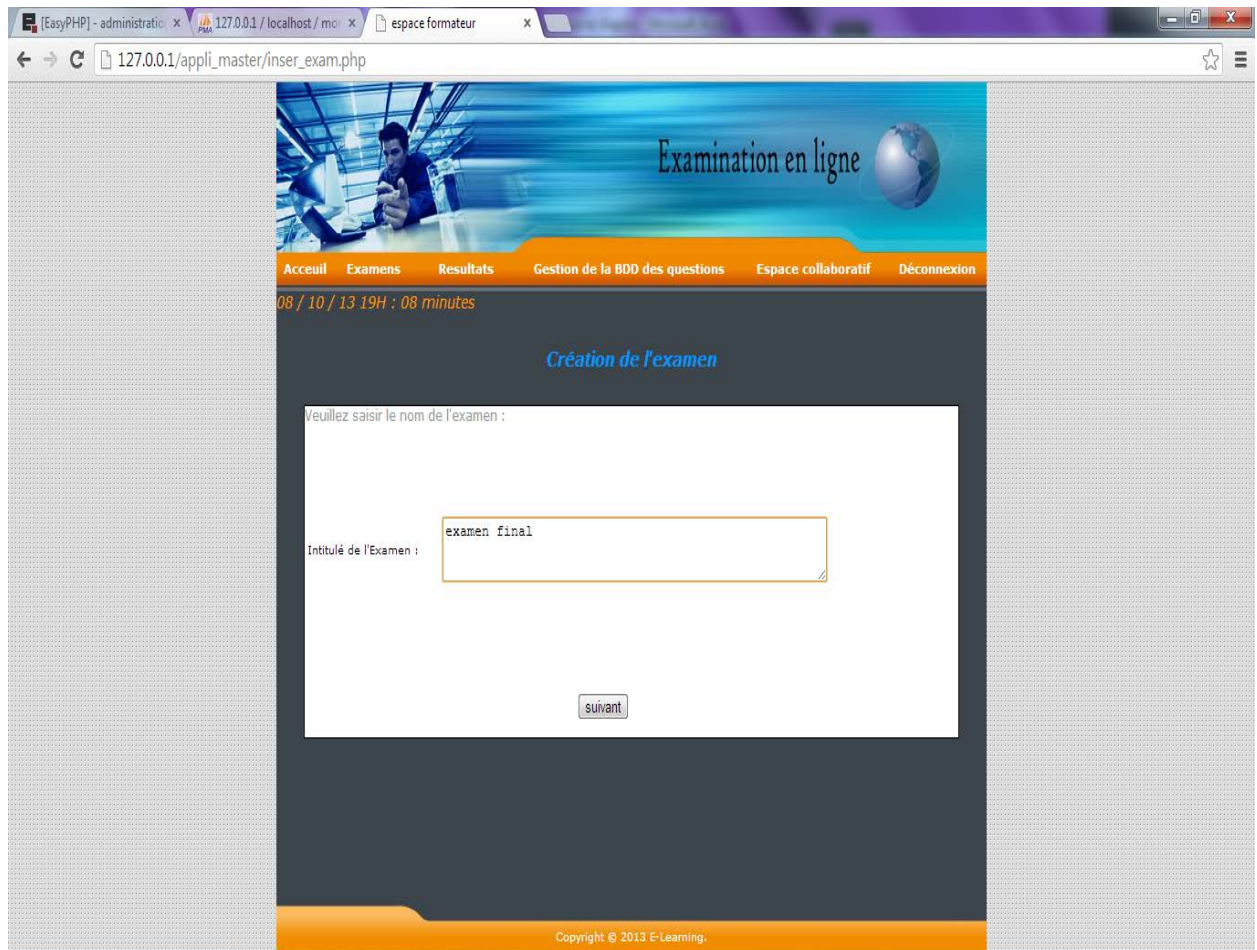 [EasyPHP] - administratio
127.0.0.1 / localhost / mo
espace formateur
127.0.0.1/appli_master/inser_exam.php
Examination en ligne
Acceuil Examens Resultats Gestion de la BDD des questions Espace collaboratif Déconnexion
08 / 10 / 13 19H : 08 minutes
Création de l'examen
Veuillez saisir le nom de l'examen :
Intitulé de l'Examen :
examen final
suivant
Copyright © 2013 E-Learning.